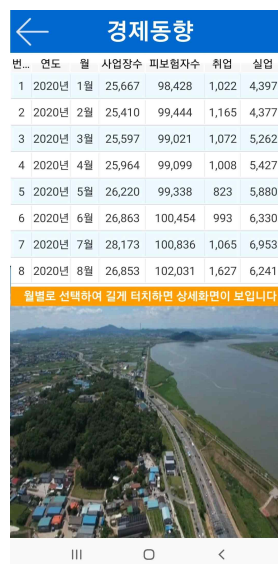 경제동향
번... 연도 월 사업장수 피보험자수 취업 실업
1 2020년 1월 25,667 98,428 1,022 4,397
2 2020년 2월 25,410 99,444 1,165 4,377
3 2020년 3월 25,597 99,021 1,072 5,262
4 2020년 4월 25,964 99,099 1,008 5,427
5 2020년 5월 26,220 99,338 823 5,880
6 2020년 6월 26,863 100,454 993 6,330
7 2020년 7월 28,173 100,836 1,065 6,953
8 2020년 8월 26,853 102,031 1,627 6,241
월별로 선택하여 길게 터치하면 상세화면이 보입니다